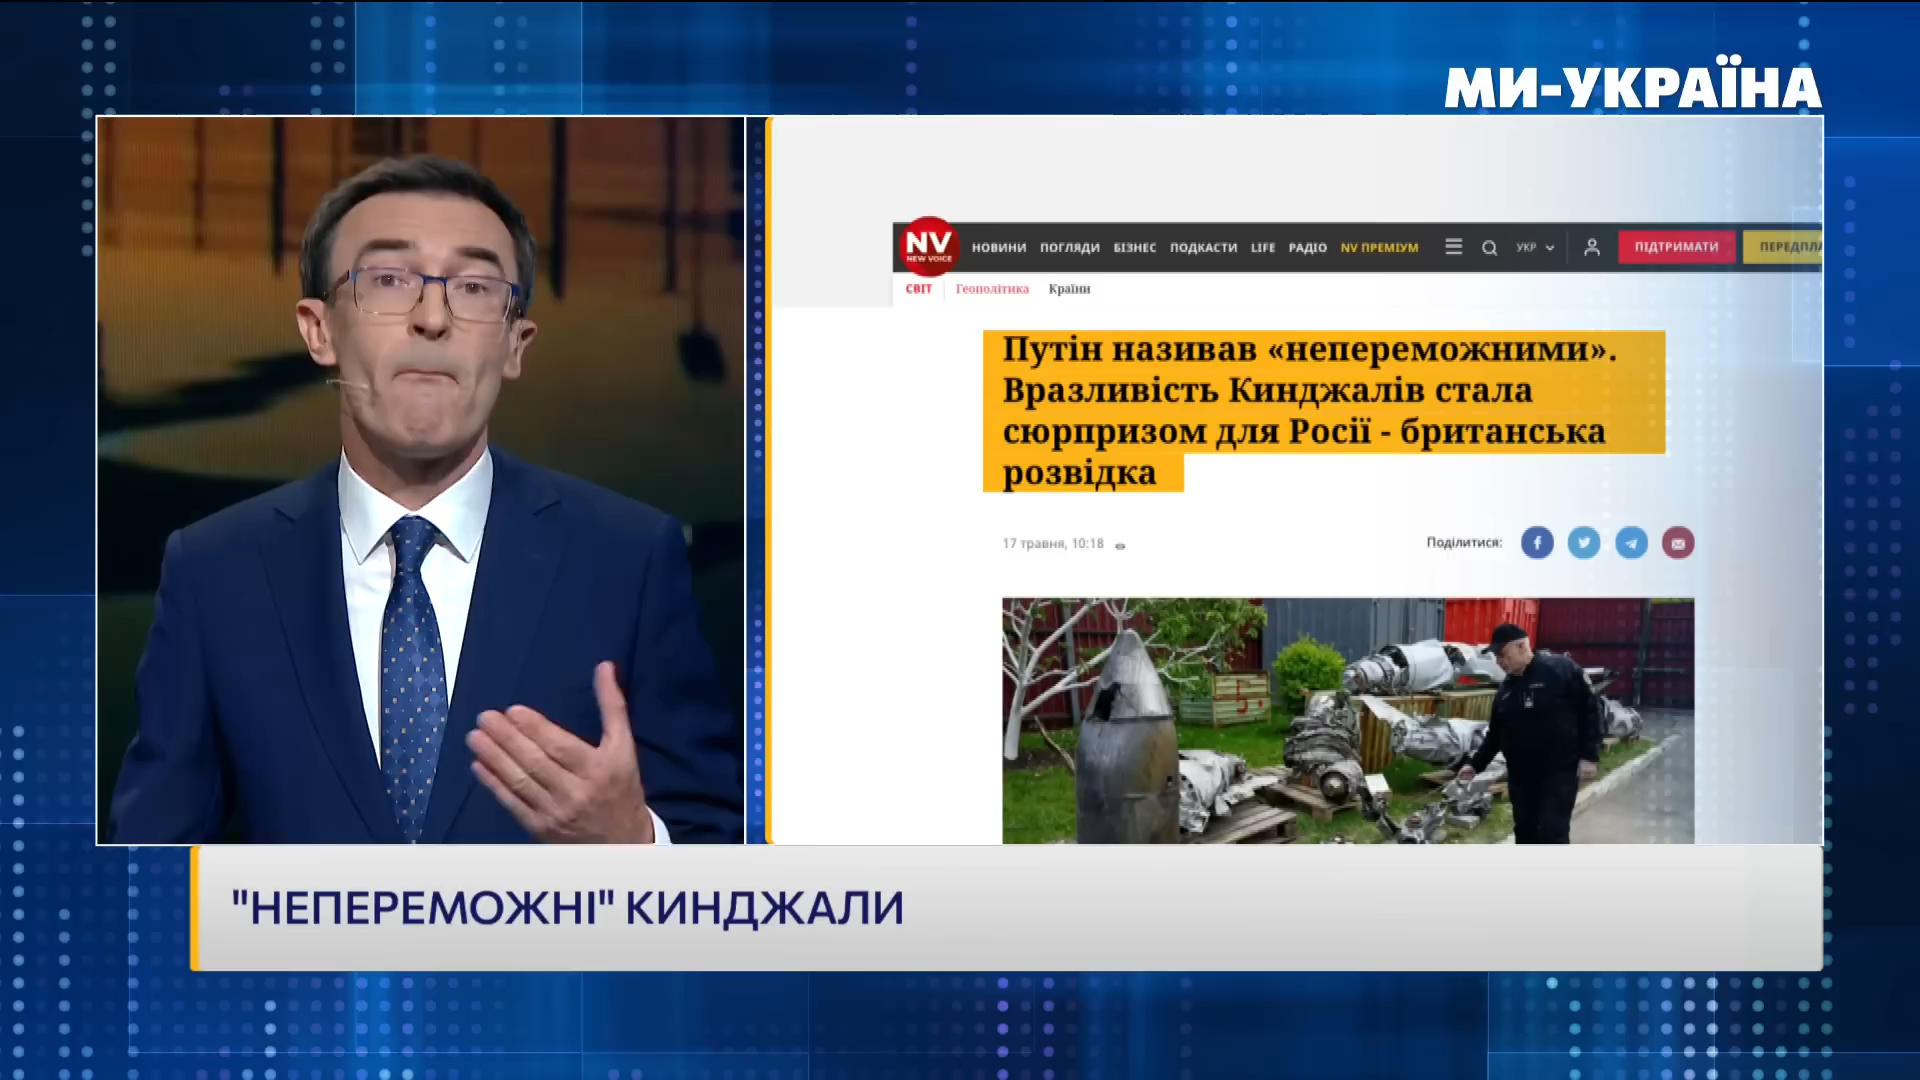 МИ-УКРАЇНА
NV
NEW VOICE
НОВИНИ ПОГЛЯДИ БІЗНЕС ПОДКАСТИ LIFE РАДІО NV ПРЕМІУМ УКР ПІДТРИМАТИ ПЕРЕДПЛА
СВІТ Геополітика Країни
Путін називав «непереможними».
Вразливість Кинджалів стала
сюрпризом для Росії - британська
розвідка
17 травня, 10:18 Поділитися:
"НЕПЕРЕМОЖНІ" КИНДЖАЛИ